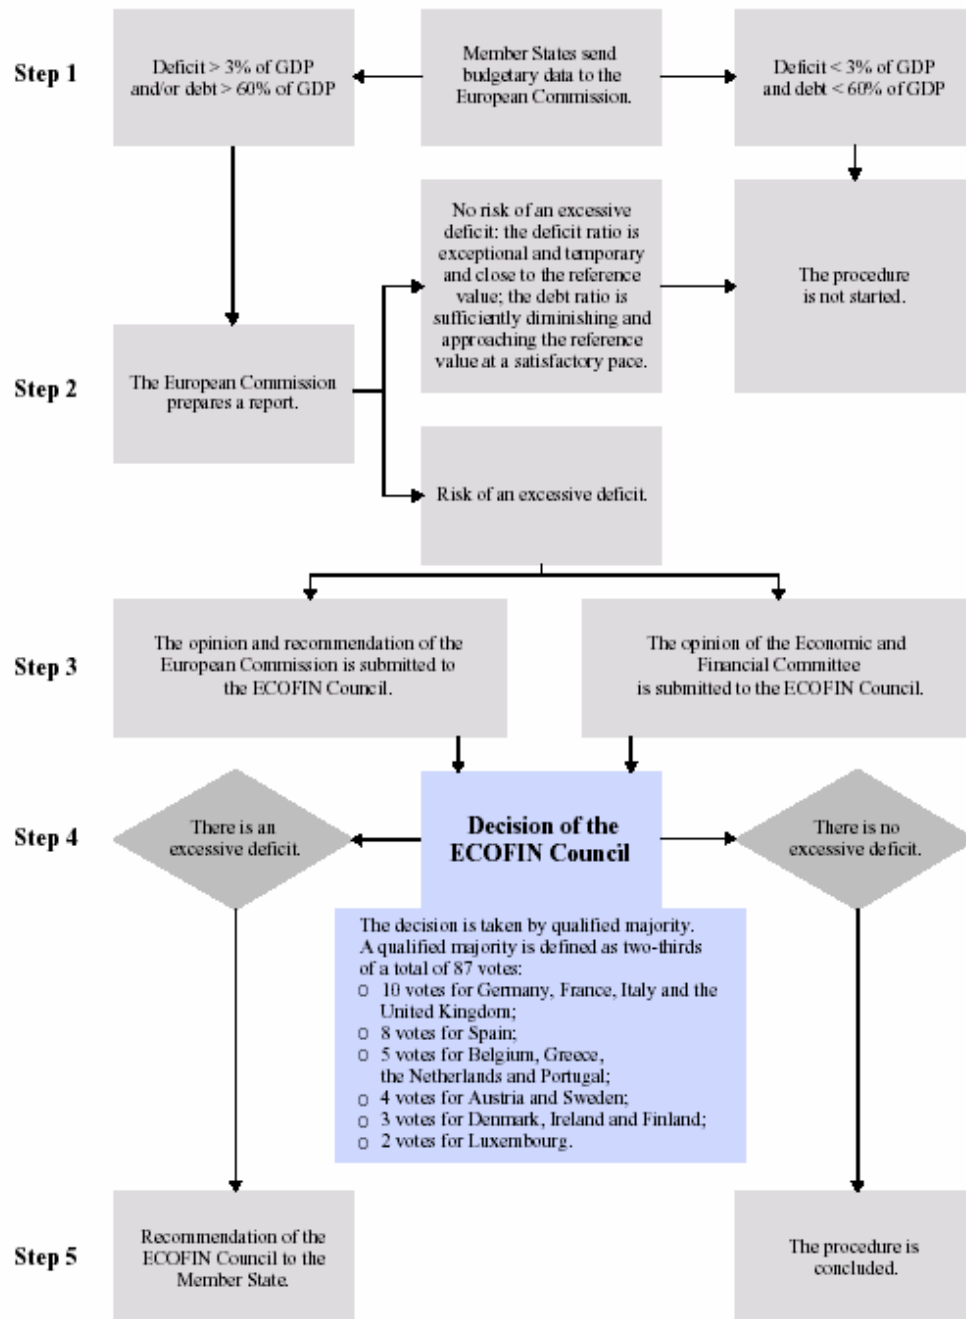 Step 1
Deficit > 3% of GDP
and/or debt > 60% of GDP
Member States send
budgetary data to the
European Commission.
Deficit < 3% of GDP
and debt < 60% of GDP
Step 2
The European Commission
prepares a report.
No risk of an excessive
deficit: the deficit ratio is
exceptional and temporary
and close to the reference
value; the debt ratio is
sufficiently diminishing and
approaching the reference
value at a satisfactory pace.
The procedure
is not started.
Risk of an excessive deficit.
Step 3
The opinion and recommendation of the
European Commission is submitted to
the ECOFIN Council.
The opinion of the Economic and
Financial Committee
is submitted to the ECOFIN Council.
Step 4
There is an
excessive deficit.
Decision of the
ECOFIN Council
There is no
excessive deficit.
The decision is taken by qualified majority.
A qualified majority is defined as two-thirds
of a total of 87 votes:
o 10 votes for Germany, France, Italy and the
United Kingdom;
o 8 votes for Spain;
o 5 votes for Belgium, Greece,
the Netherlands and Portugal;
o 4 votes for Austria and Sweden;
o 3 votes for Denmark, Ireland and Finland;
o 2 votes for Luxembourg.
Step 5
Recommendation of the
ECOFIN Council to the
Member State.
The procedure is
concluded.